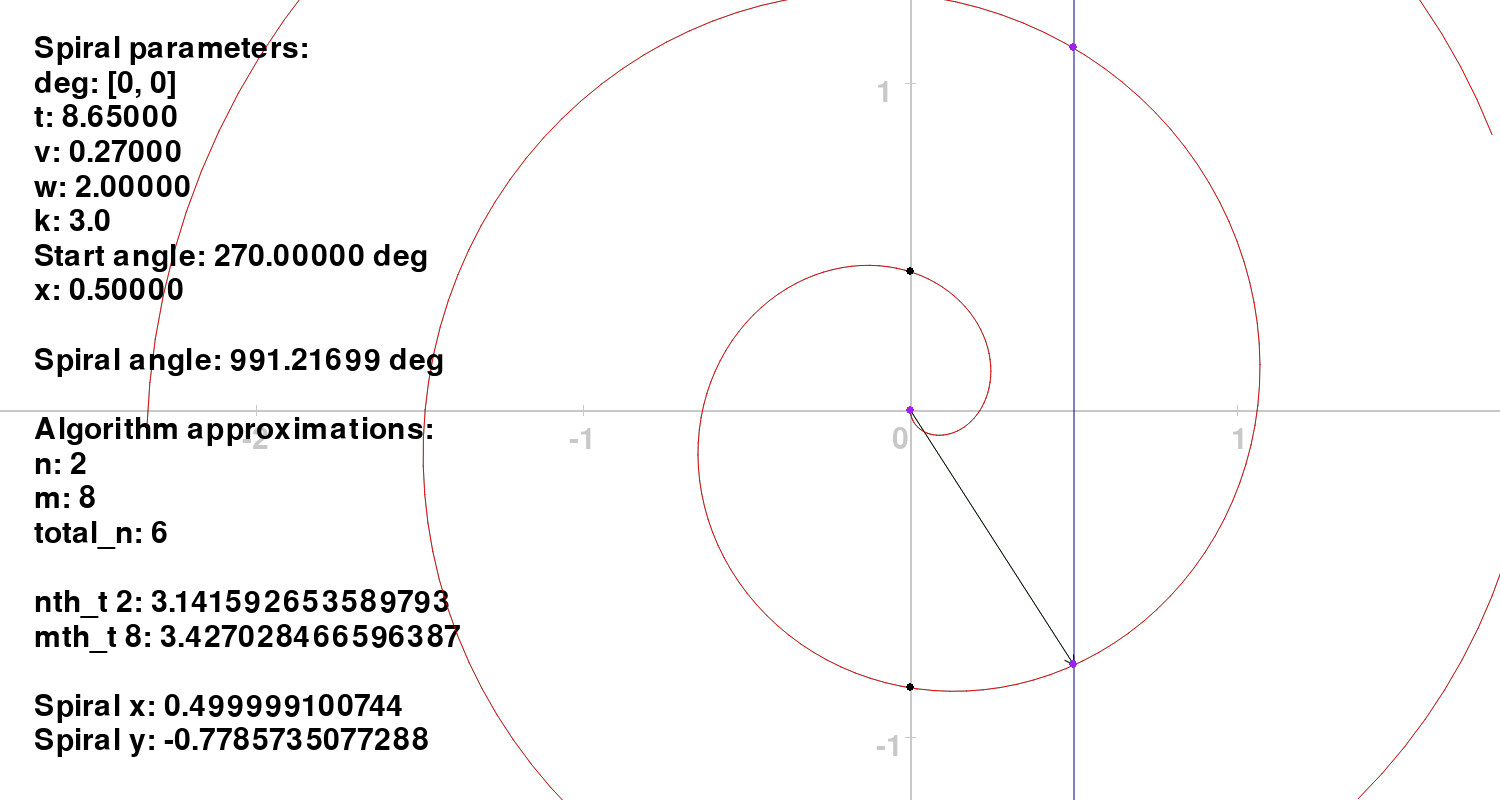 Spiral parameters:
deg: [0, 0]
t: 8.65000
v: 0.27000
w: 2.00000
k: 3.0
Start angle: 270.00000 deg
x: 0.50000
Spiral angle: 991.21699 deg
Algorithm approximations:
n: 2
m: 8
total_n: 6
nth_t 2: 3.141592653589793
mth_t 8: 3.427028466596387
Spiral x: 0.499999100744
Spiral y: -0.7785735077288
1
-2
-1
0
1
-1